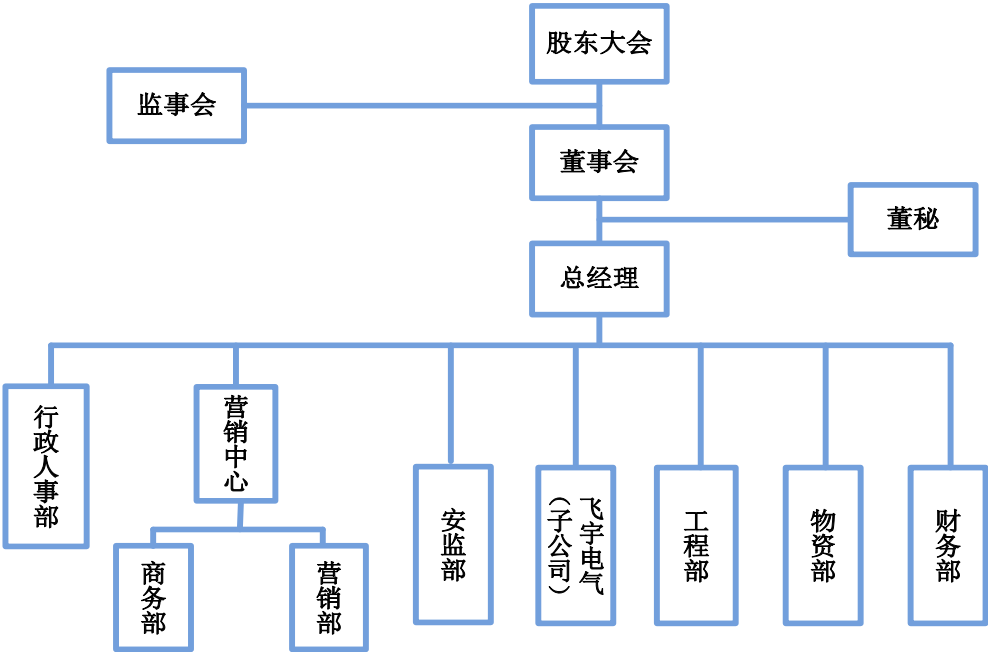 股东大会
监事会
董事会
董秘
总经理
行政人事部
营销中心
安监部
飞宇电气
（子公司）
工程部
物资部
财务部
商务部
营销部